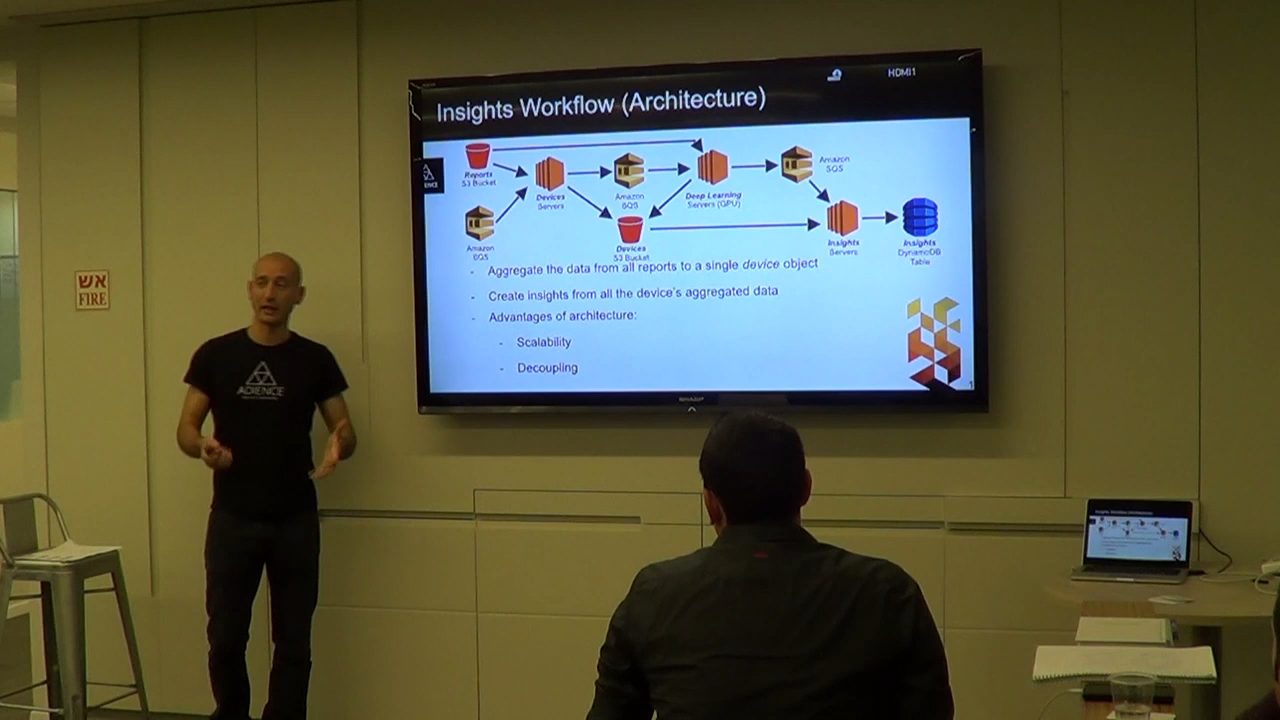 HDMI1
Insights Workflow (Architecture)
Reports
S3 Bucket
Amazon
SQS
Devices
Servers
Amazon
SQS
Devices
S3 Bucket
Deep Learning
Servers (GPU)
Amazon
SQS
Insights
Servers
Insights
DynamoDB
Table
- Aggregate the data from all reports to a single device object
- Create insights from all the device's aggregated data
- Advantages of architecture:
- Scalability
- Decoupling
1
SHARP
אש
FIRE
ADIENCE